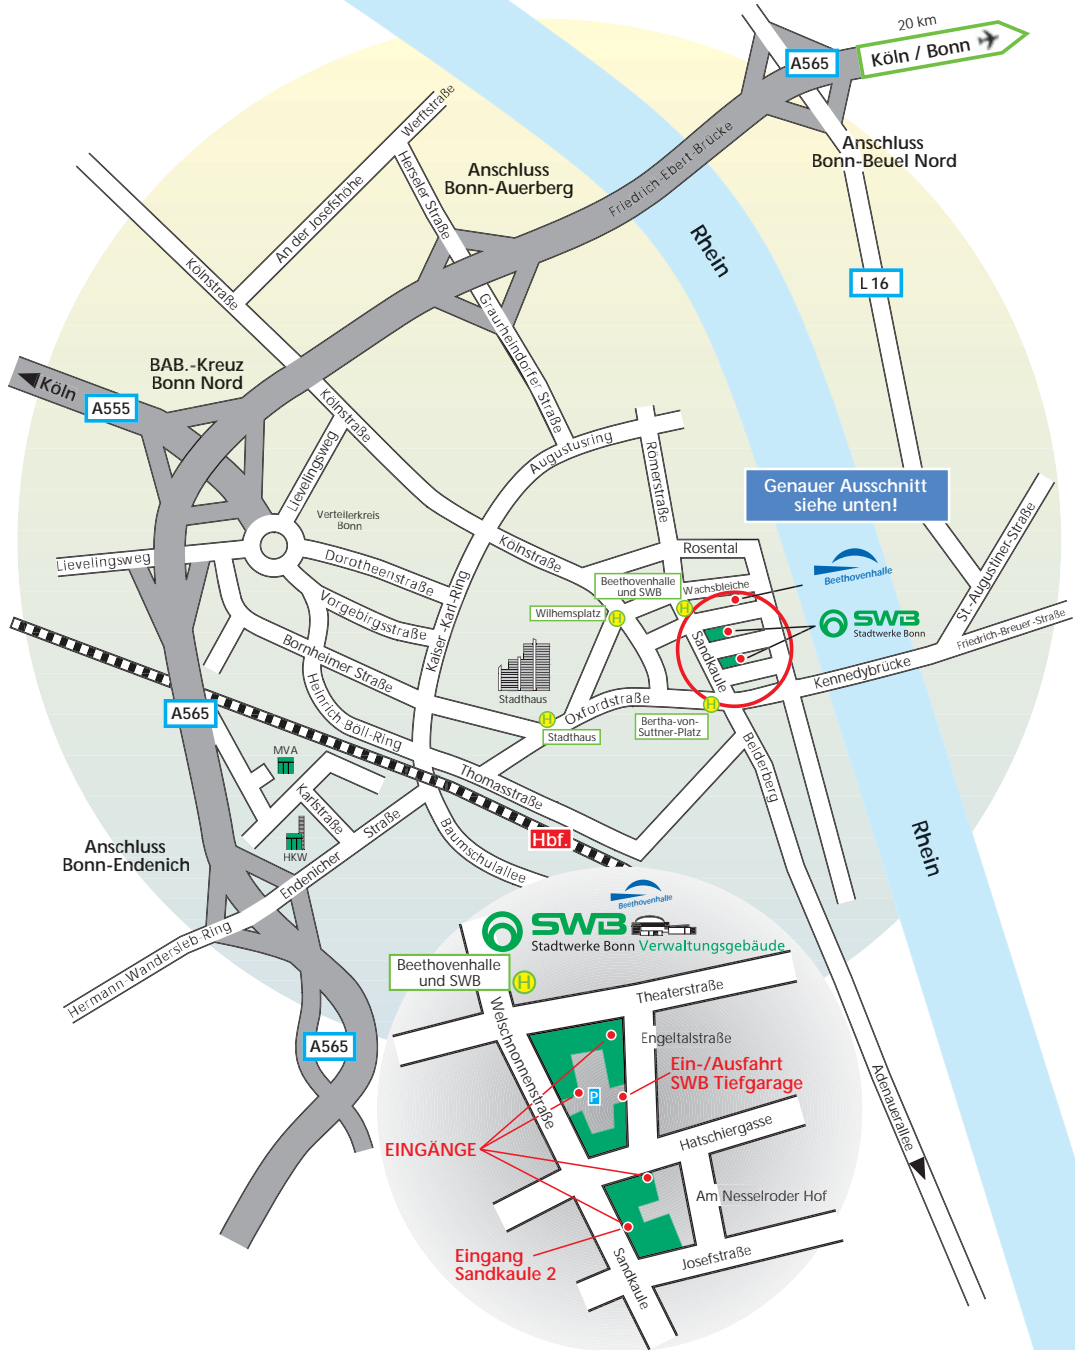 20 km
Köln / Bonn
A565
Anschluss
Bonn-Beuel Nord
Werftstraße
Herseler Straße
Anschluss
Bonn-Auerberg
Friedrich-Ebert-Brücke
An der Josefshöhe
Rhein
Kölnstraße
L 16
Graurheindorfer Straße
BAB.-Kreuz
Bonn Nord
Köln
A555
Kölnstraße
Lievelingsweg
Augustusring
Römerstraße
Genauer Ausschnitt
siehe unten!
Verteilerkreis
Bonn
Lievelingsweg
Dorotheenstraße
Kölnstraße
Rosental
St.-Augustiner-Straße
Beethovenhalle
Beethovenhalle
und SWB
Wachsbleiche
H
Vorgebirgsstraße
Kaiser-Karl-Ring
Wilhemsplatz
H
SWB
Stadtwerke Bonn
Friedrich-Breuer-Straße
Bornheimer Straße
Sandkaule
Kennedybrücke
Stadthaus
Heinrich-Böll-Ring
Oxfordstraße
H
A565
H
Stadthaus
Bertha-von-
Suttner-Platz
Belderberg
MVA
Thomasstraße
Karlstraße
Hbf.
HKW
Endenicher
Straße
Baumschulallee
Anschluss
Bonn-Endenich
Rhein
Hermann-Wandersleb-Ring
Beethovenhalle
SWB
Stadtwerke Bonn Verwaltungsgebäude
Beethovenhalle
und SWB
H
Theaterstraße
Welschnonnenstraße
Engeltalstraße
A565
Ein-/Ausfahrt
SWB Tiefgarage
P
Adenauerallee
EINGÄNGE
Hatschiergasse
Am Nesselroder Hof
Eingang
Sandkaule 2
Sandkaule
Josefstraße